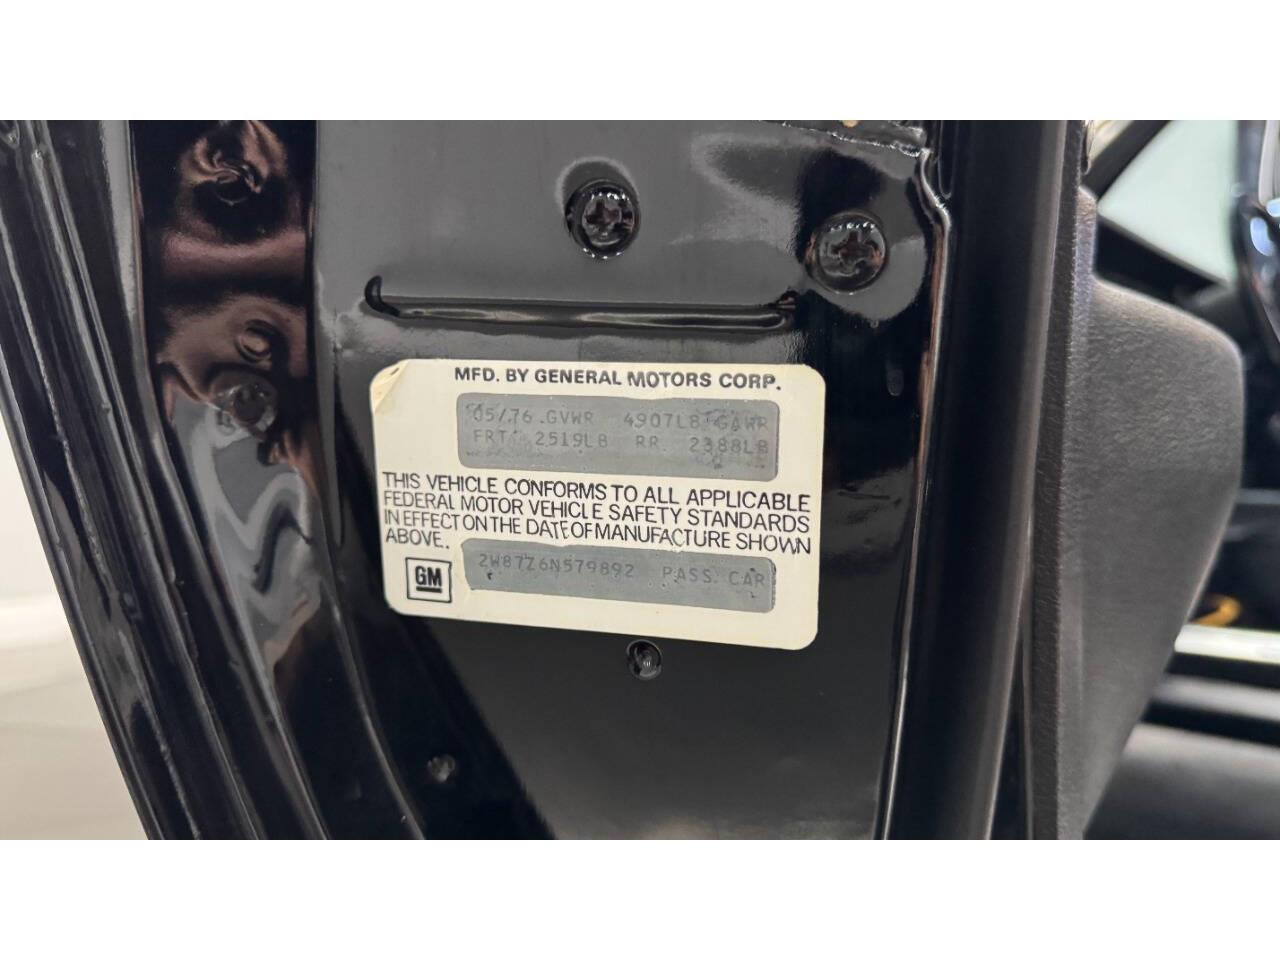 MFD. BY GENERAL MOTORS CORP.
05/76 .GVWR 4907LB GAWR
FRT 2519LB RR. 2388LB
THIS VEHICLE CONFORMS TO ALL APPLICABLE
FEDERAL MOTOR VEHICLE SAFETY STANDARDS
IN EFFECT ON THE DATE OF MANUFACTURE SHOWN
ABOVE.
2W87Z6N579892 PASS. CAR
GM